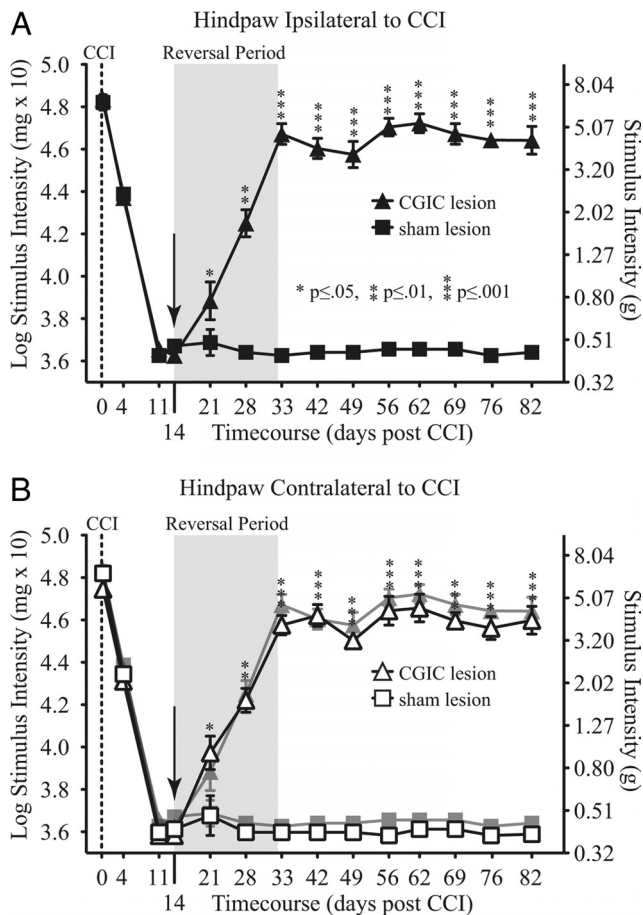 A
Hindpaw Ipsilateral to CCI
CCI
Reversal Period
Log Stimulus Intensity (mg x 10)
5.0
4.8
4.6
4.4
4.2
4.0
3.8
3.6
8.04
5.07
3.20
2.02
1.27
0.80
0.51
0.32
Stimulus Intensity (g)
* * *
* * *
* * *
* * *
* * *
* * *
* * *
* * *
* *
*
CGIC lesion
sham lesion
* p≤.05, ** p≤.01, *** p≤.001
0 4 11 14 21 28 33 42 49 56 62 69 76 82
Timecourse (days post CCI)
B
Hindpaw Contralateral to CCI
CCI
Reversal Period
Log Stimulus Intensity (mg x 10)
5.0
4.8
4.6
4.4
4.2
4.0
3.8
3.6
8.04
5.07
3.20
2.02
1.27
0.80
0.51
0.32
Stimulus Intensity (g)
* * *
* * *
* * *
* * *
* * *
* * *
* * *
* * *
* *
*
CGIC lesion
sham lesion
0 4 11 14 21 28 33 42 49 56 62 69 76 82
Timecourse (days post CCI)